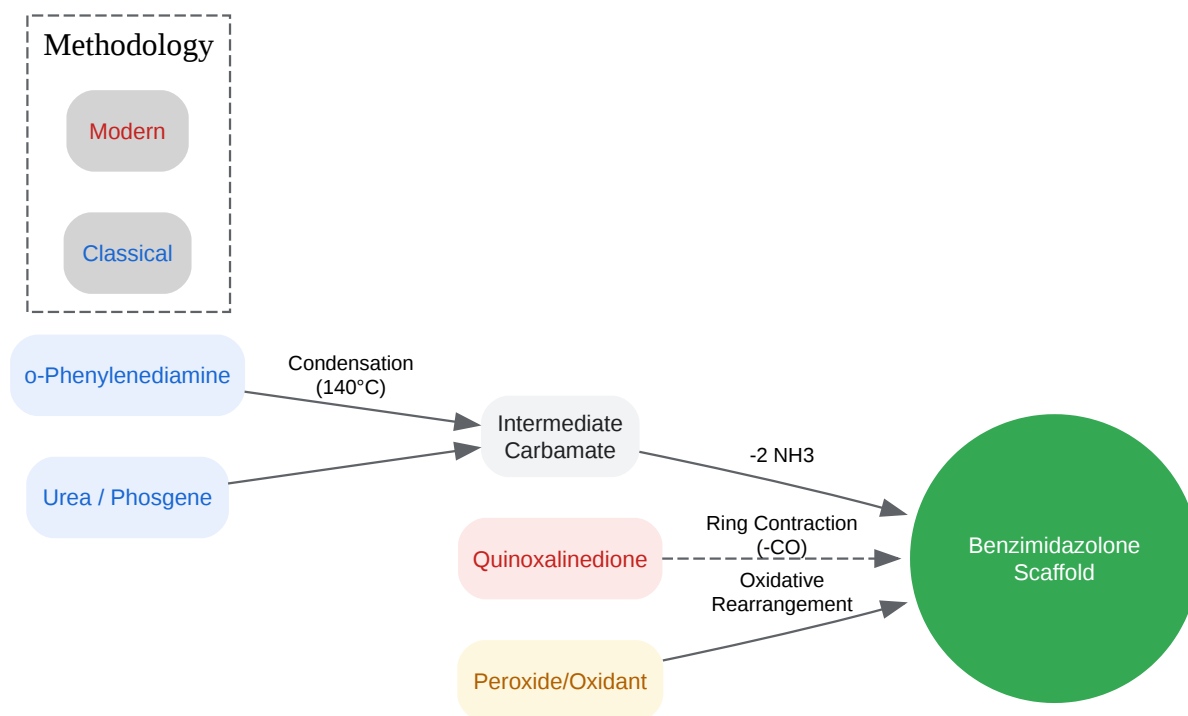 Methodology
Modern
Classical
o-Phenylenediamine
Urea / Phosgene
Condensation
(140°C)
Intermediate
Carbamate
-2 NH3
Quinoxalinedione
Ring Contraction
(-CO)
Oxidative
Rearrangement
Peroxide/Oxidant
Benzimidazolone
Scaffold